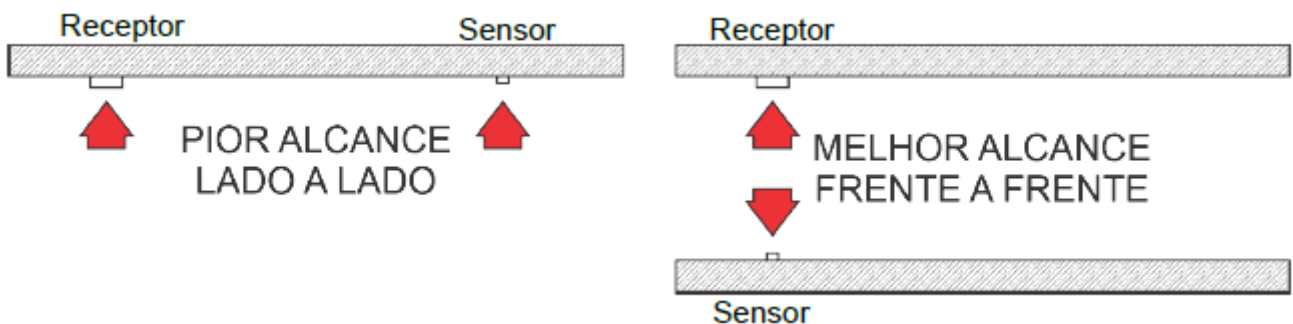 Receptor
Sensor
PIOR ALCANCE
LADO A LADO
Receptor
MELHOR ALCANCE
FRENTE A FRENTE
Sensor